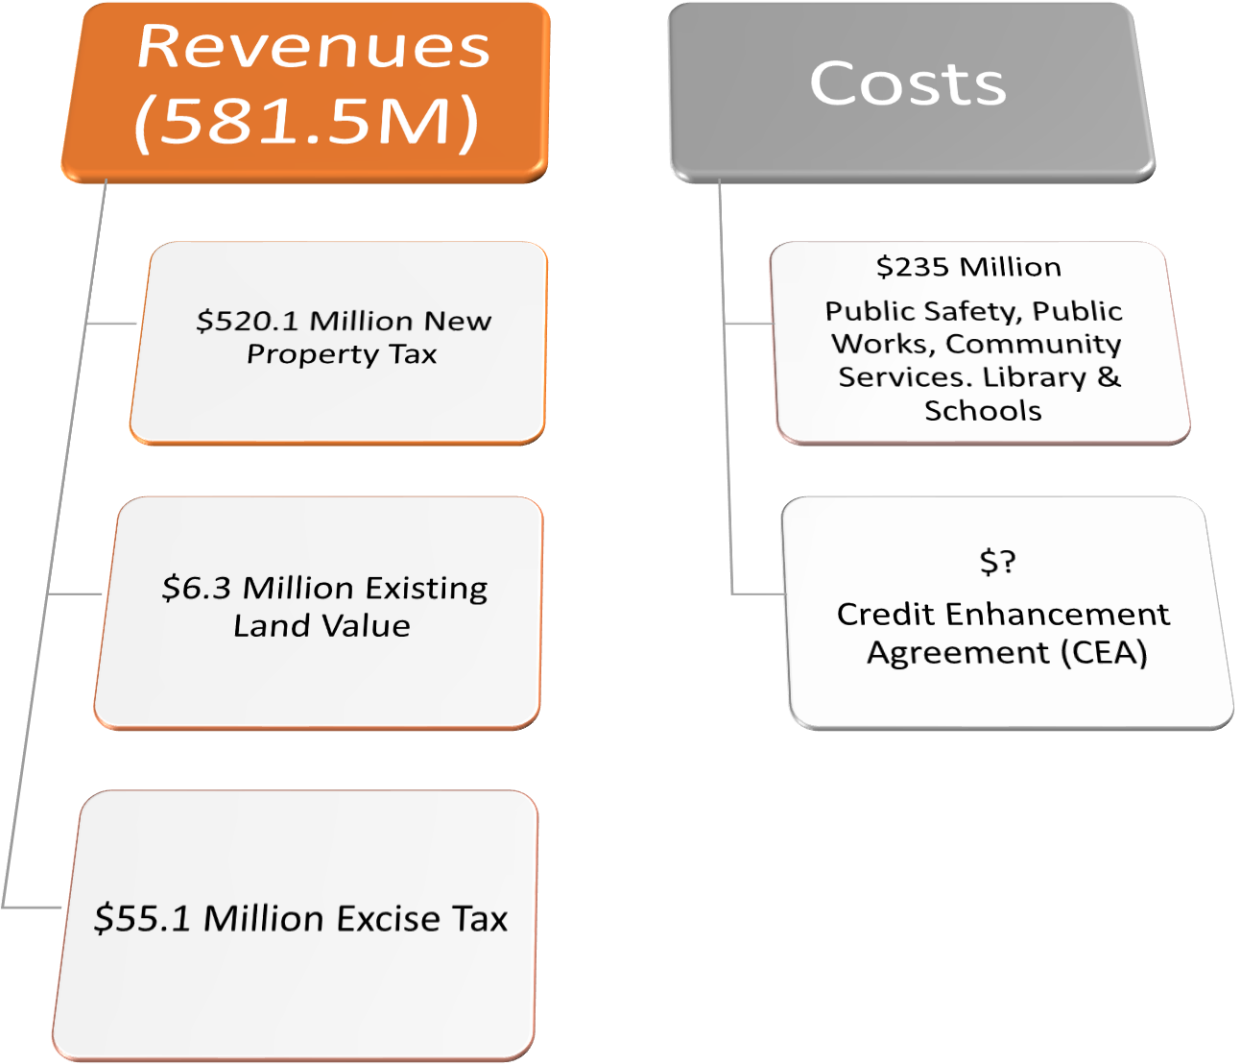 Revenues
(581.5M)
$520.1 Million New
Property Tax
$6.3 Million Existing
Land Value
$55.1 Million Excise Tax
Costs
$235 Million
Public Safety, Public
Works, Community
Services. Library &
Schools
$?
Credit Enhancement
Agreement (CEA)